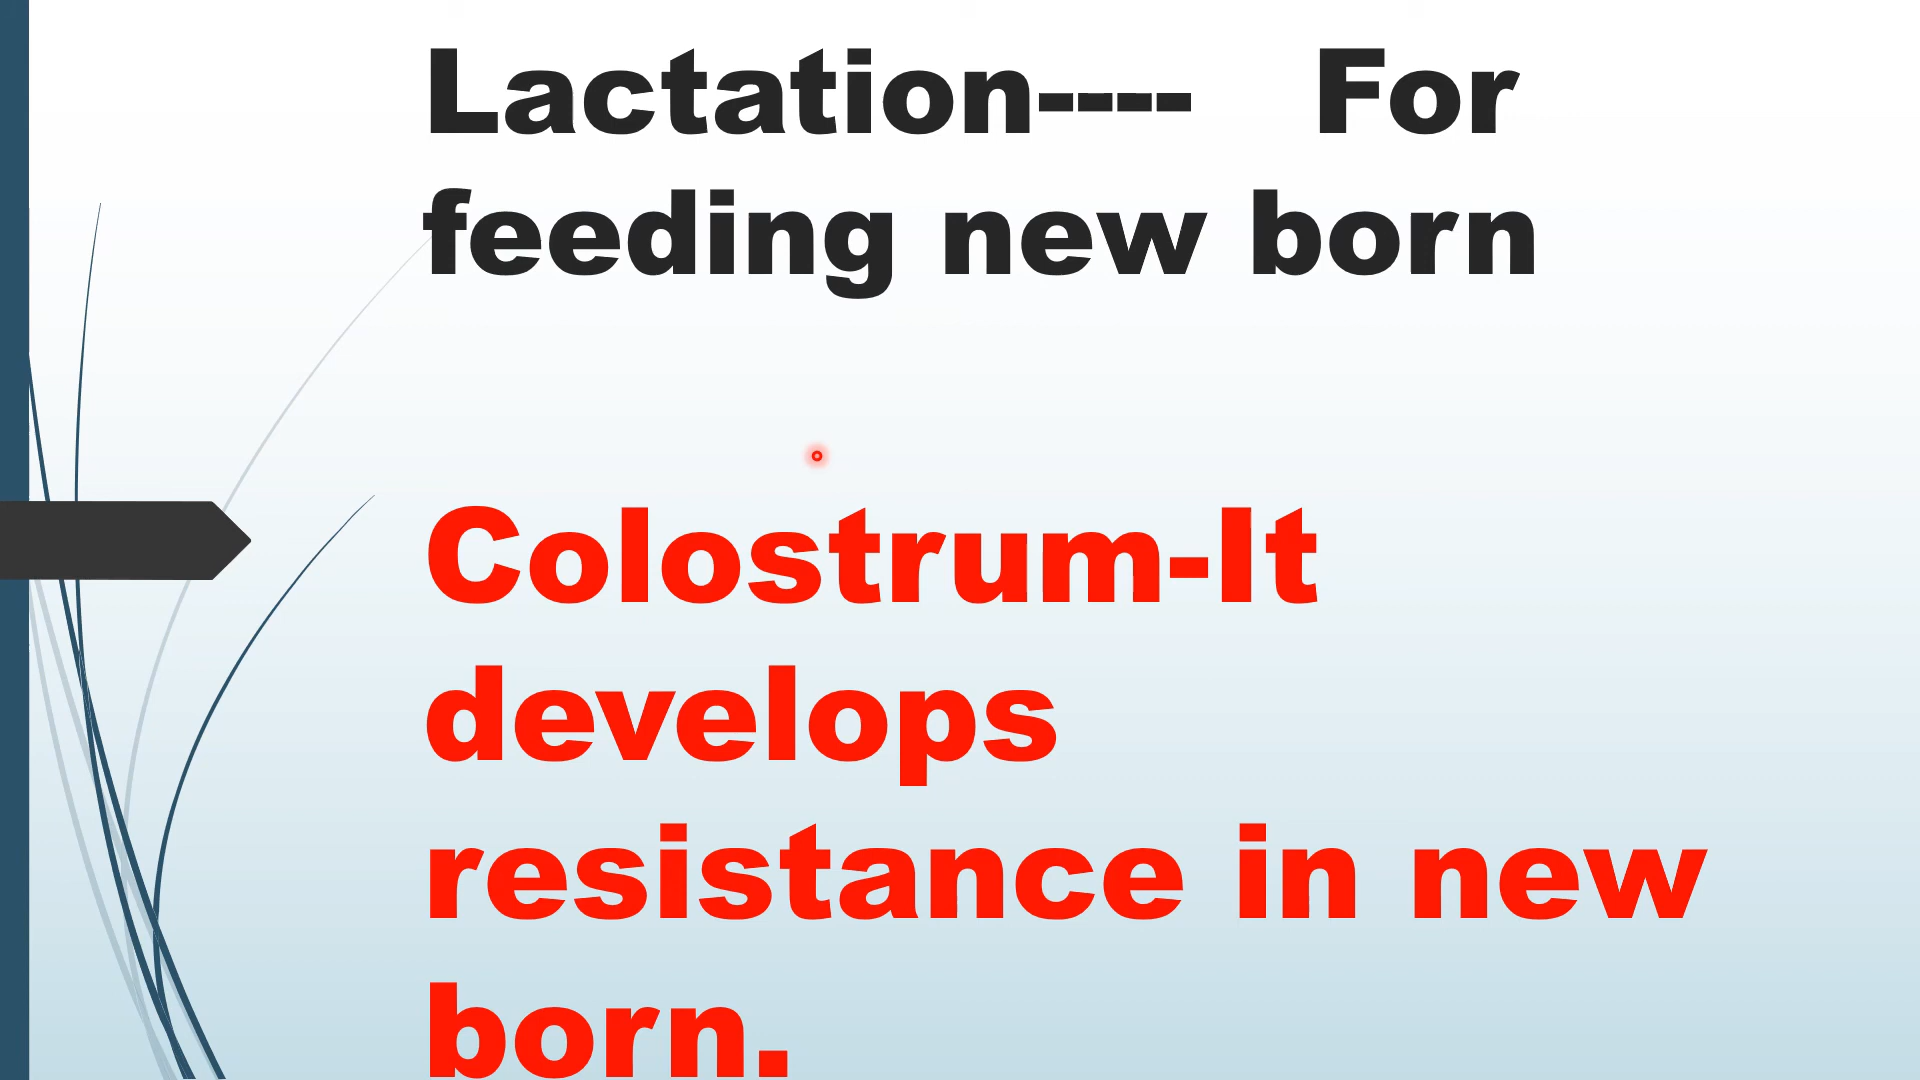 Lactation----   For
feeding new born
Colostrum-It
develops
resistance in new
born.